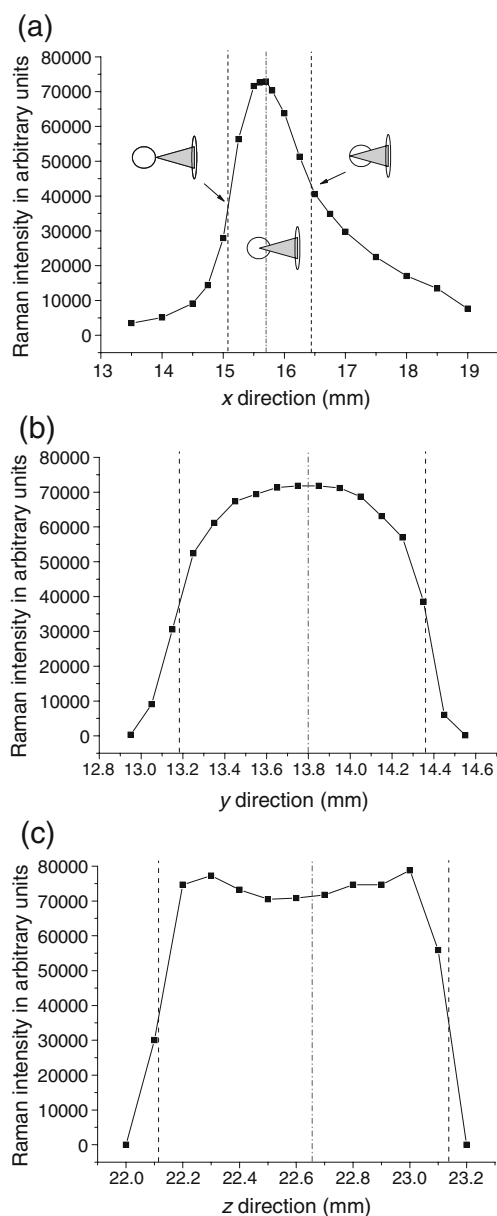 (a)
Raman intensity in arbitrary units
80000
70000
60000
50000
40000
30000
20000
10000
0
13 14 15 16 17 18 19
x direction (mm)
(b)
Raman intensity in arbitrary units
80000
70000
60000
50000
40000
30000
20000
10000
0
12.8 13.0 13.2 13.4 13.6 13.8 14.0 14.2 14.4 14.6
y direction (mm)
(c)
Raman intensity in arbitrary units
80000
70000
60000
50000
40000
30000
20000
10000
0
22.0 22.2 22.4 22.6 22.8 23.0 23.2
z direction (mm)